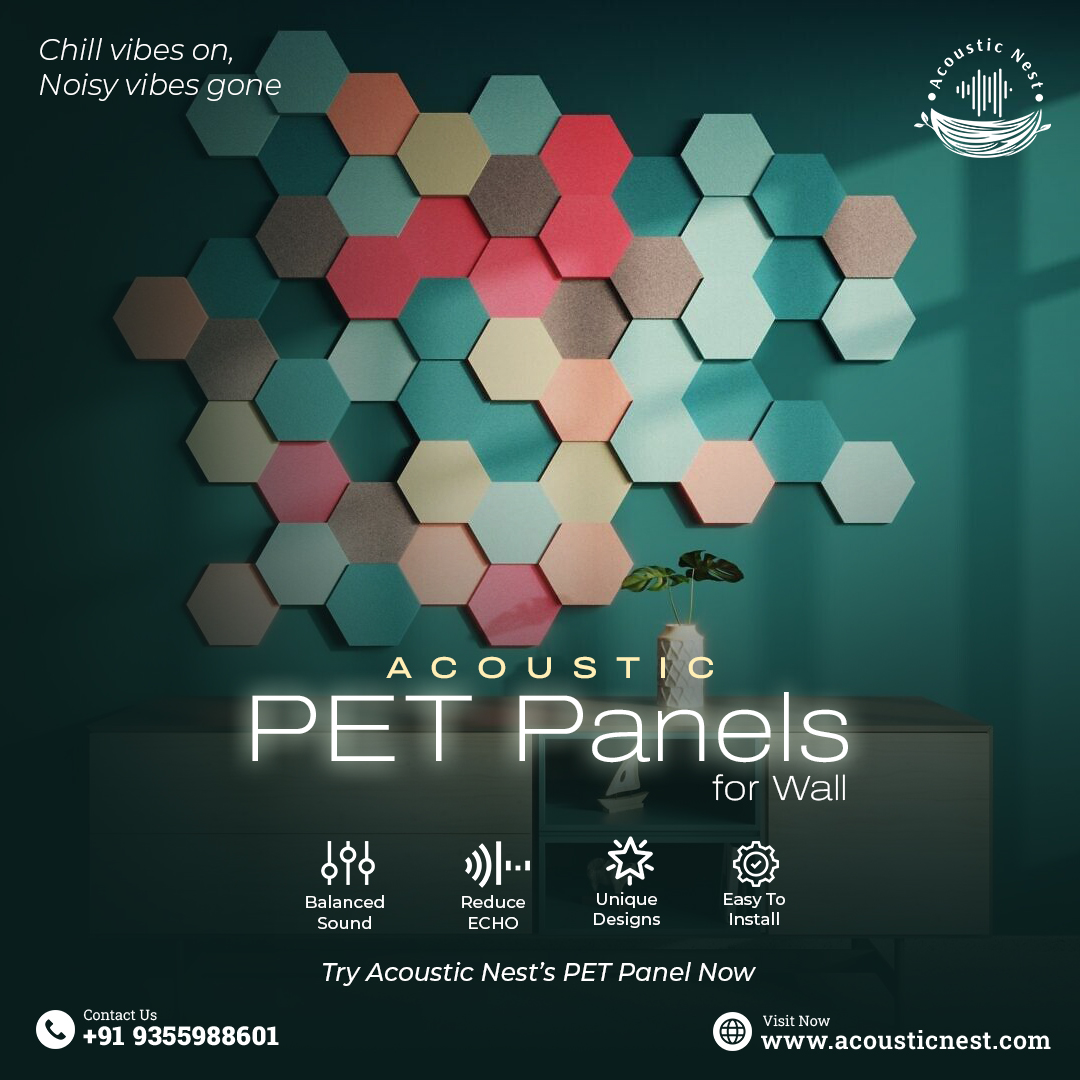 Chill vibes on,
Noisy vibes gone
Acoustic Nest
ACOUSTIC
PET Panels
for Wall
Balanced
Sound
Reduce
ECHO
Unique
Designs
Easy To
Install
Try Acoustic Nest’s PET Panel Now
Contact Us
+91 9355988601
Visit Now
www.acousticnest.com